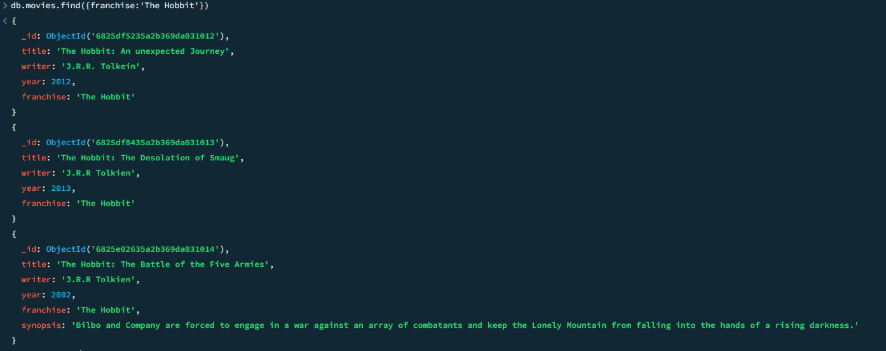 > db.movies.find({franchise:'The Hobbit'})
< {
_id: ObjectId('6825df5235a2b369da031012'),
title: 'The Hobbit: An unexpected Journey',
writer: 'J.R.R. Tolkein',
year: 2012,
franchise: 'The Hobbit'
}
{
_id: ObjectId('6825df8435a2b369da031013'),
title: 'The Hobbit: The Desolation of Smaug',
writer: 'J.R.R Tolkien',
year: 2013,
franchise: 'The Hobbit'
}
{
_id: ObjectId('6825e02635a2b369da031014'),
title: 'The Hobbit: The Battle of the Five Armies',
writer: 'J.R.R Tolkien',
year: 2002,
franchise: 'The Hobbit',
synopsis: 'Bilbo and Company are forced to engage in a war against an array of combatants and keep the Lonely Mountain from falling into the hands of a rising darkness.'
}